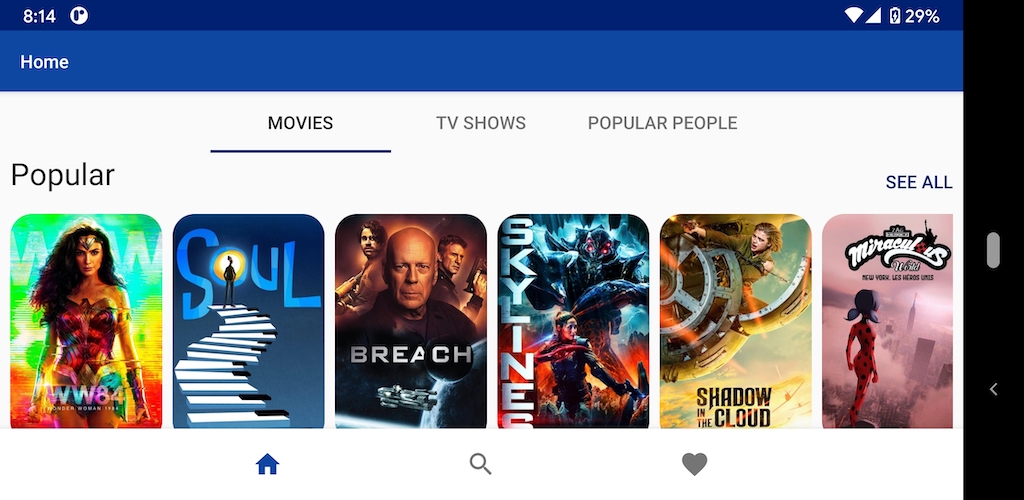 8:14
29%
Home
MOVIES
TV SHOWS
POPULAR PEOPLE
Popular
SEE ALL
WW84
WONDER WOMAN 1984
SOUL
BREACH
SKYLINES
SHADOW
IN THE CLOUD
Miraculous
World
NEW YORK, LES HÉROS UNIS